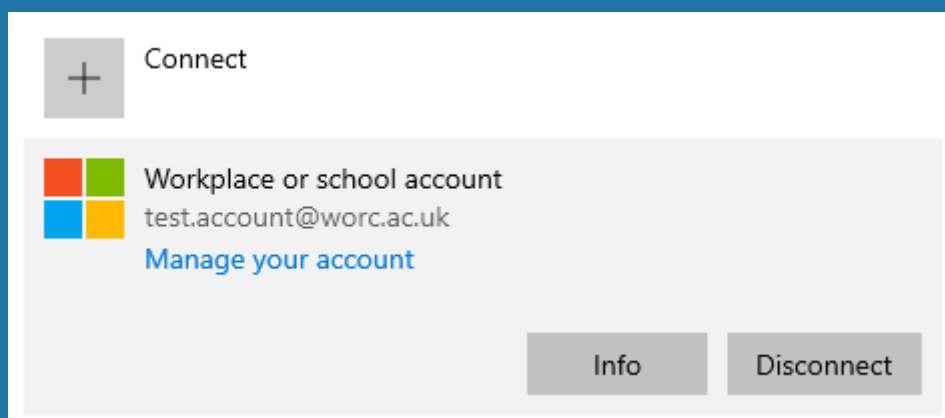 Connect
Workplace or school account
test.account@worc.ac.uk
Manage your account
Info
Disconnect